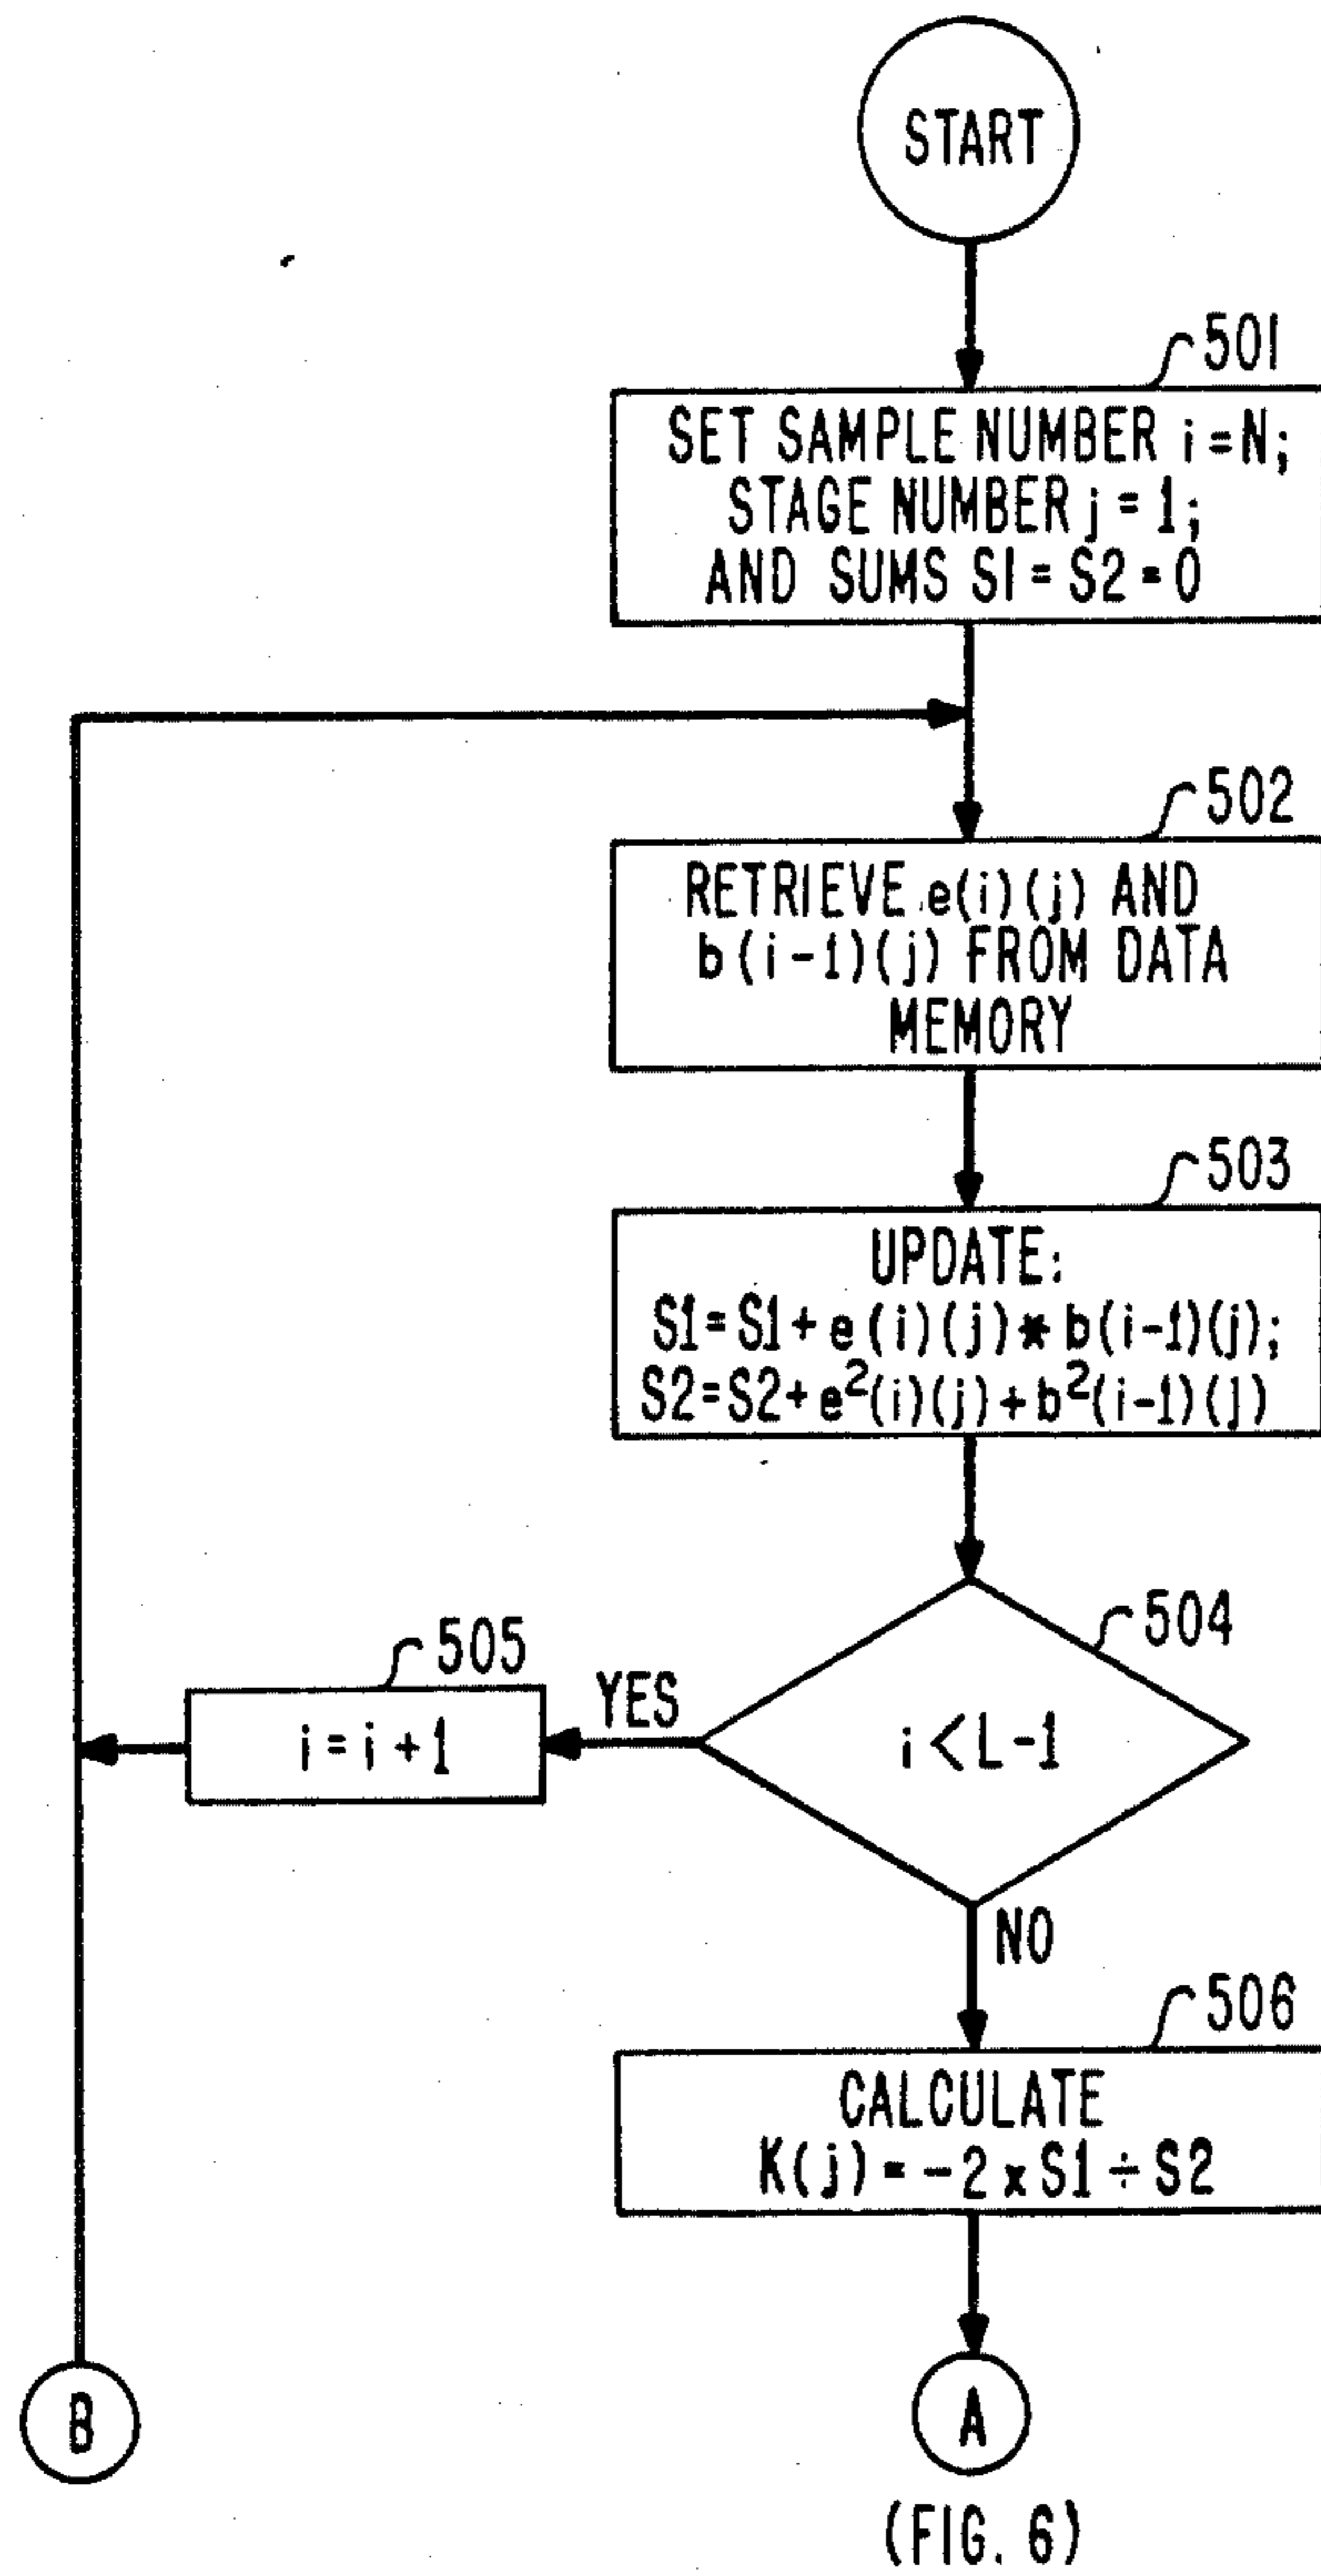 START
501
SET SAMPLE NUMBER i = N;
STAGE NUMBER j = 1;
AND SUMS S1 = S2 = 0
502
RETRIEVE e(i)(j) AND
b(i-1)(j) FROM DATA
MEMORY
503
UPDATE:
S1=S1+e(i)(j)*b(i-1)(j);
S2=S2+e²(i)(j)+b²(i-1)(j)
504
505
YES
i = i + 1
i < L - 1
NO
506
CALCULATE
K(j) = -2 x S1 ÷ S2
B
A
(FIG. 6)